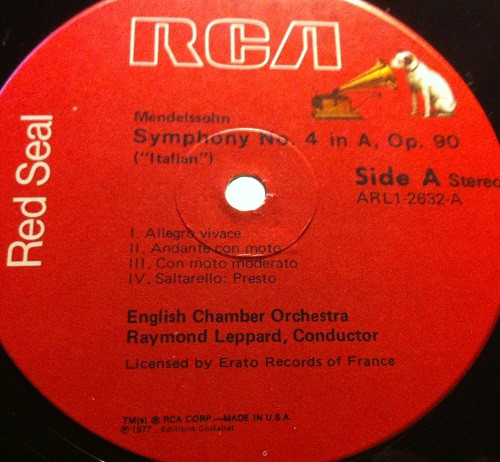 RCA
Red Seal
Mendelssohn
Symphony No. 4 in A, Op. 90
("Italian")
Side A Stereo
ARL1-2632-A
I. Allegro vivace
II. Andante con moto
III. Con moto moderato
IV. Saltarello: Presto
English Chamber Orchestra
Raymond Leppard, Conductor
Licensed by Erato Records of France
TM(s) ® RCA CORP.—MADE IN U.S.A.
℗ 1977 Editions Costallat